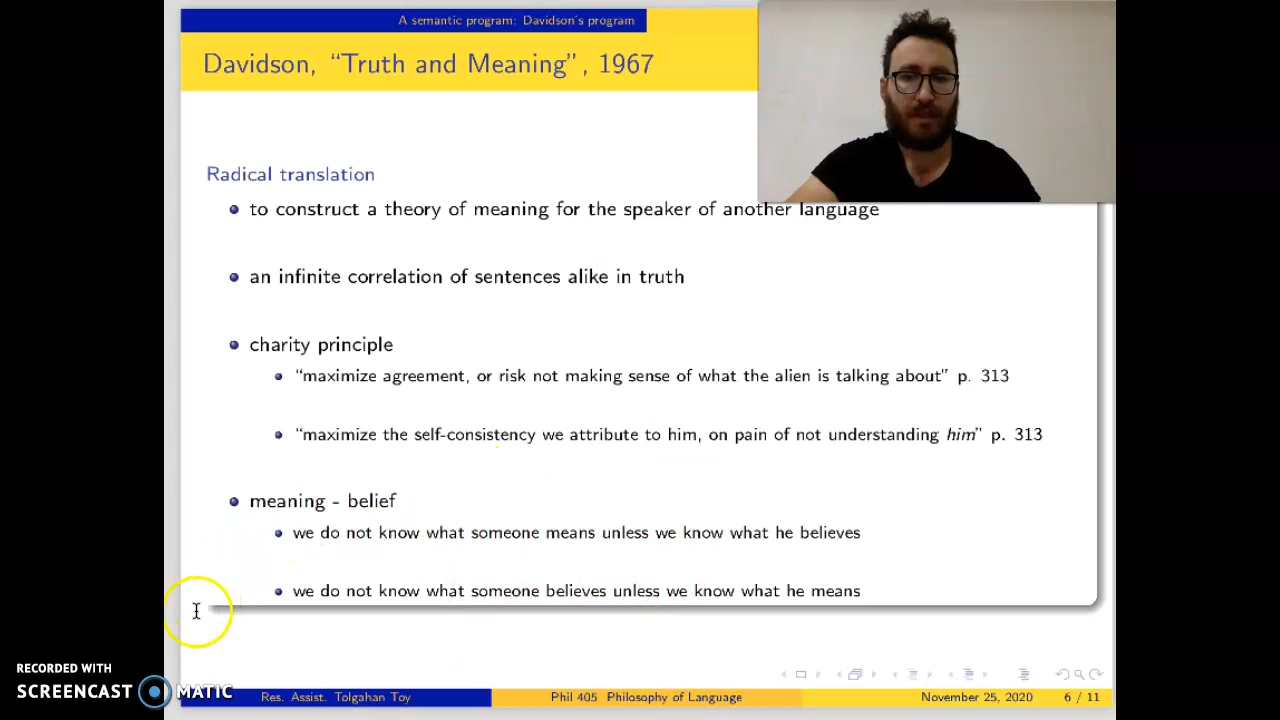 A semantic program: Davidson's program
Davidson, “Truth and Meaning”, 1967
Radical translation
to construct a theory of meaning for the speaker of another language
an infinite correlation of sentences alike in truth
charity principle
“maximize agreement, or risk not making sense of what the alien is talking about” p. 313
“maximize the self-consistency we attribute to him, on pain of not understanding him” p. 313
meaning - belief
we do not know what someone means unless we know what he believes
we do not know what someone believes unless we know what he means
RECORDED WITH
SCREENCAST MATIC
Res. Assist. Tolgahan Toy Phil 405 Philosophy of Language November 25, 2020 6 / 11